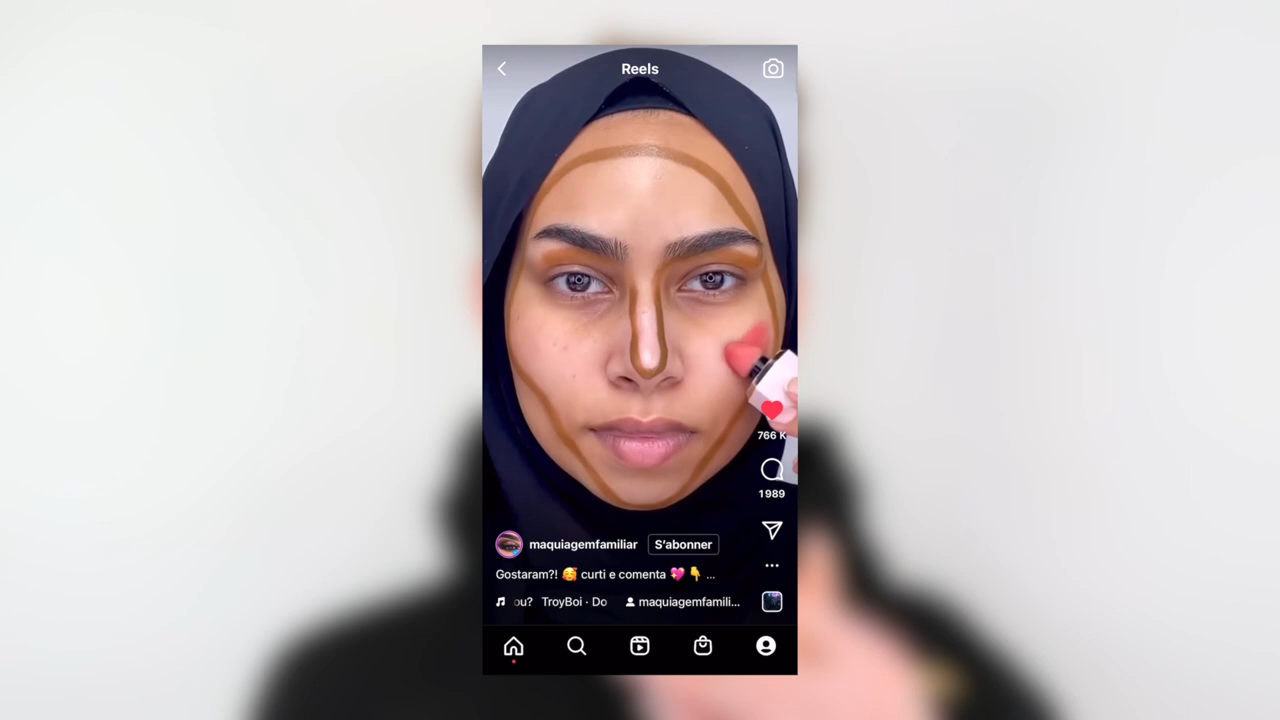 Reels
766 K
1989
maquiagemfamiliar S'abonner
Gostaram?! 🥰 curti e comenta 💖👇 ...
ou? TroyBoi · Do maquiagemfamili...